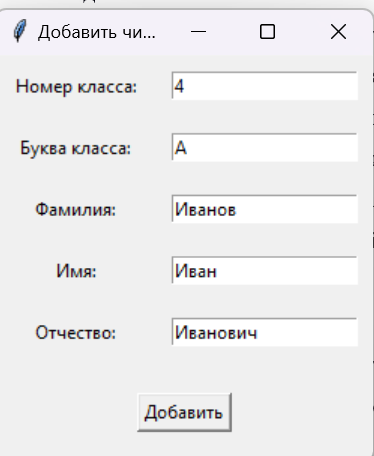 Добавить чи...
Номер класса: 4
Буква класса: А
Фамилия: Иванов
Имя: Иван
Отчество: Иванович
Добавить